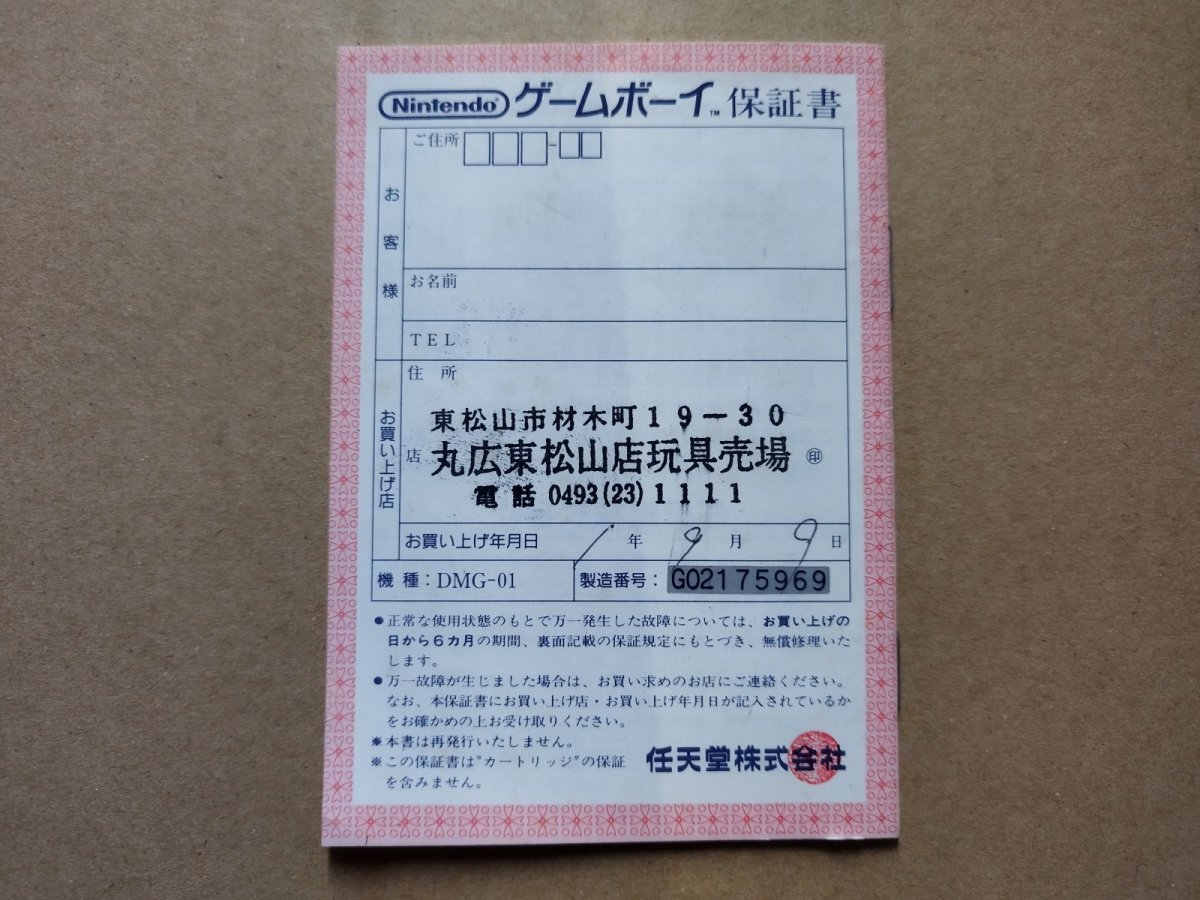 Nintendo® ゲームボーイ™ 保証書
お客様
ご住所 -
お名前
TEL
お買い上げ店
住所
東松山市材木町19-30
店 丸広東松山店玩具売場 ㊞
電話 0493(23)1111
お買い上げ年月日 1年9月9日
機種:DMG-01 製造番号:G02175969
●正常な使用状態のもとで万一発生した故障については、お買い上げの
日から6カ月の期間、裏面記載の保証規定にもとづき、無償修理いた
します。
●万一故障が生じました場合は、お買い求めのお店にご連絡ください。
なお、本保証書にお買い上げ店・お買い上げ年月日が記入されているか
をお確かめの上お受け取りください。
※本書は再発行いたしません。
※この保証書は"カートリッジ"の保証
を含みません。
任天堂株式会社